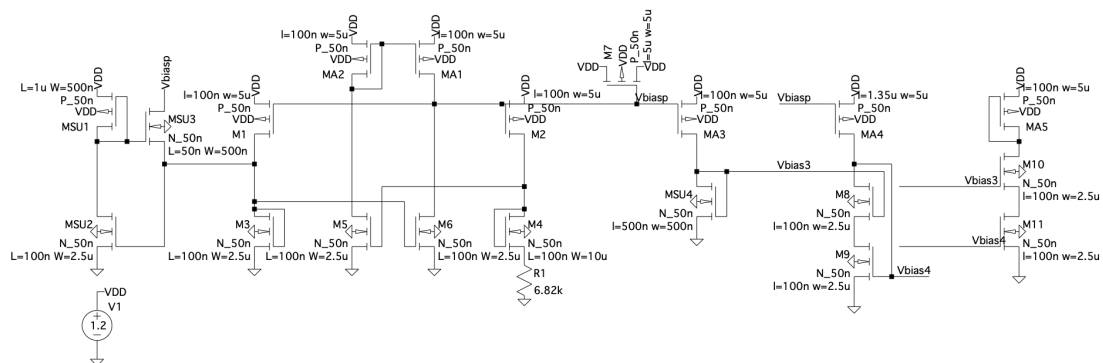 L=1u W=500n
VDD
P_50n
VDD
MSU1
Vbiasp
MSU3
N_50n
L=50n W=500n
MSU2
N_50n
L=100n W=2.5u
VDD
V1
1.2
l=100n w=5u
VDD
P_50n
VDD
M1
M3
N_50n
L=100n W=2.5u
l=100n w=5u
VDD
P_50n
VDD
MA2
l=100n w=5u
VDD
P_50n
VDD
MA1
M5
N_50n
L=100n W=2.5u
M6
N_50n
L=100n W=2.5u
l=100n w=5u
VDD
P_50n
VDD
M2
M4
N_50n
L=100n W=10u
R1
6.82k
M7
VDD
VDD
P_50n
l=5u w=5u
VDD
Vbiasp
l=100n w=5u
VDD
P_50n
VDD
MA3
MSU4
N_50n
l=500n w=500n
Vbias3
Vbiasp
l=1.35u w=5u
VDD
P_50n
VDD
MA4
M8
N_50n
l=100n w=2.5u
M9
N_50n
l=100n w=2.5u
Vbias4
l=100n w=5u
VDD
P_50n
VDD
MA5
M10
Vbias3
N_50n
l=100n w=2.5u
M11
Vbias4
N_50n
l=100n w=2.5u